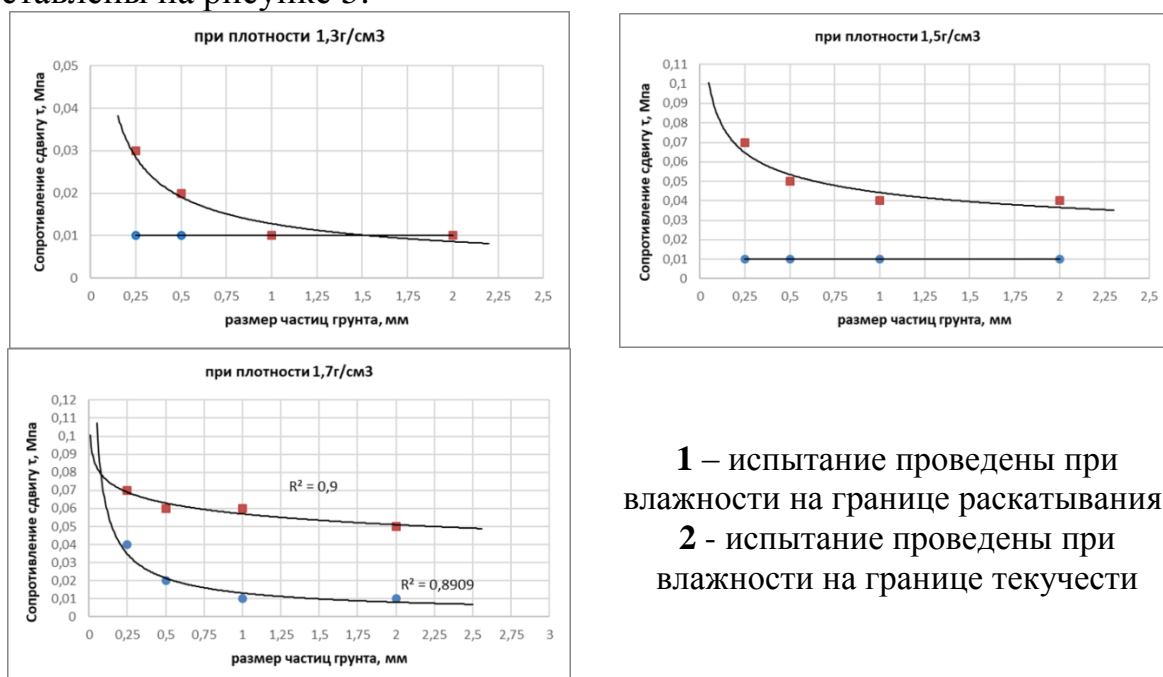 ставлены на рисунке 3.
при плотности 1,3г/см3
Сопротивление сдвигу τ, Мпа
0,05
0,04
0,03
0,02
0,01
0
0 0,25 0,5 0,75 1 1,25 1,5 1,75 2 2,25 2,5
размер частиц грунта, мм
при плотности 1,5г/см3
Сопротивление сдвигу τ, Мпа
0,11
0,1
0,09
0,08
0,07
0,06
0,05
0,04
0,03
0,02
0,01
0
0 0,25 0,5 0,75 1 1,25 1,5 1,75 2 2,25 2,5
размер частиц грунта, мм
при плотности 1,7г/см3
Сопротивление сдвигу τ, Мпа
0,12
0,11
0,1
0,09
0,08
0,07
0,06
0,05
0,04
0,03
0,02
0,01
0
R² = 0,9
R² = 0,8909
0 0,25 0,5 0,75 1 1,25 1,5 1,75 2 2,25 2,5 2,75 3
размер частиц грунта, мм
1 – испытание проведены при
влажности на границе раскатывания
2 - испытание проведены при
влажности на границе текучести